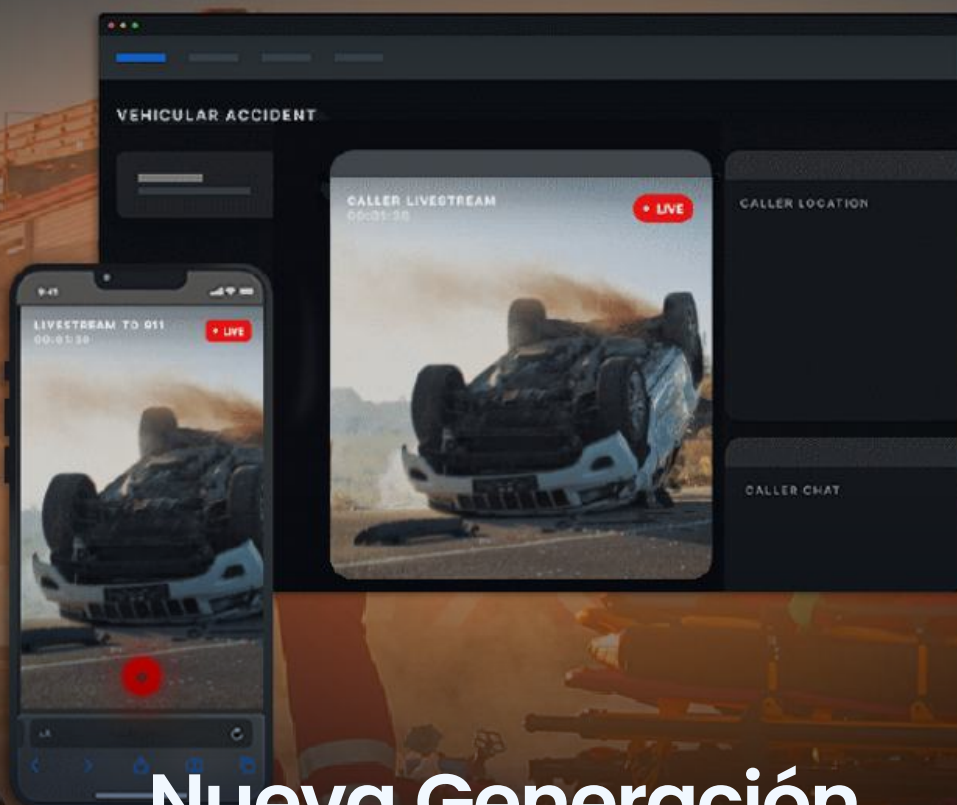 VEHICULAR ACCIDENT
CALLER LIVESTREAM
00:01:38
LIVE
CALLER LOCATION
CALLER CHAT
9:41
LIVESTREAM TO 911
00:01:38
LIVE
AA
Nueva Generación